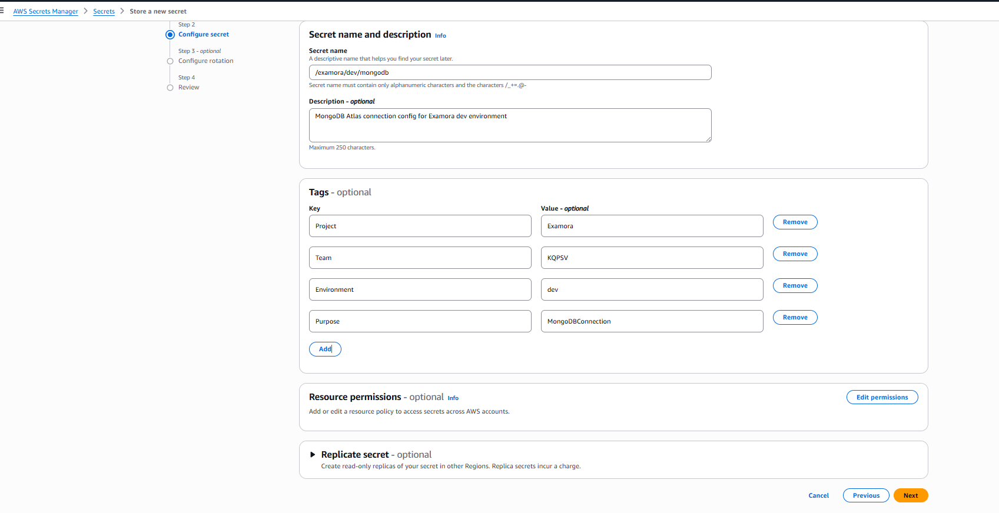 AWS Secrets Manager > Secrets > Store a new secret
Step 2
Configure secret
Step 3 - optional
Configure rotation
Step 4
Review
Secret name and description Info
Secret name
A descriptive name that helps you find your secret later.
/examora/dev/mongodb
Secret name must contain only alphanumeric characters and the characters /_+=.@-
Description - optional
MongoDB Atlas connection config for Examora dev environment
Maximum 250 characters.
Tags - optional
Key Value - optional
Project Examora Remove
Team KQPSV Remove
Environment dev Remove
Purpose MongoDBConnection Remove
Add
Resource permissions - optional Info Edit permissions
Add or edit a resource policy to access secrets across AWS accounts.
Replicate secret - optional
Create read-only replicas of your secret in other Regions. Replica secrets incur a charge.
Cancel Previous Next